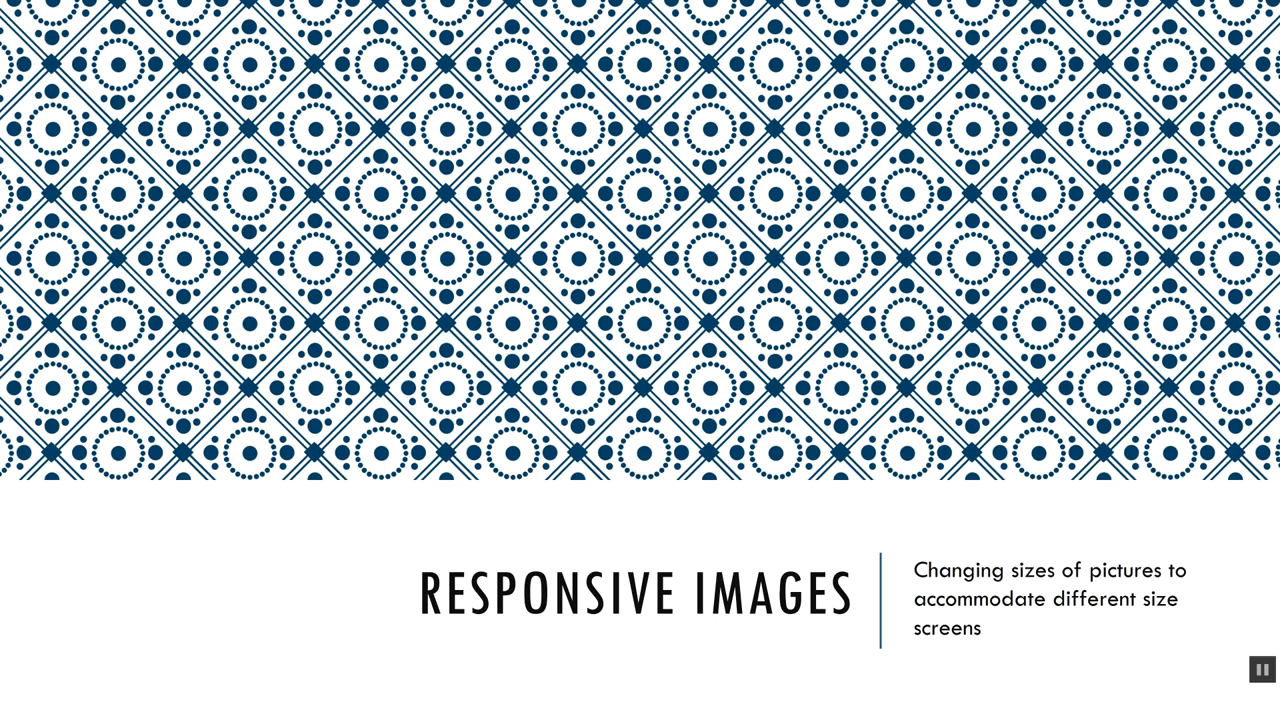 RESPONSIVE IMAGES
Changing sizes of pictures to
accommodate different size
screens